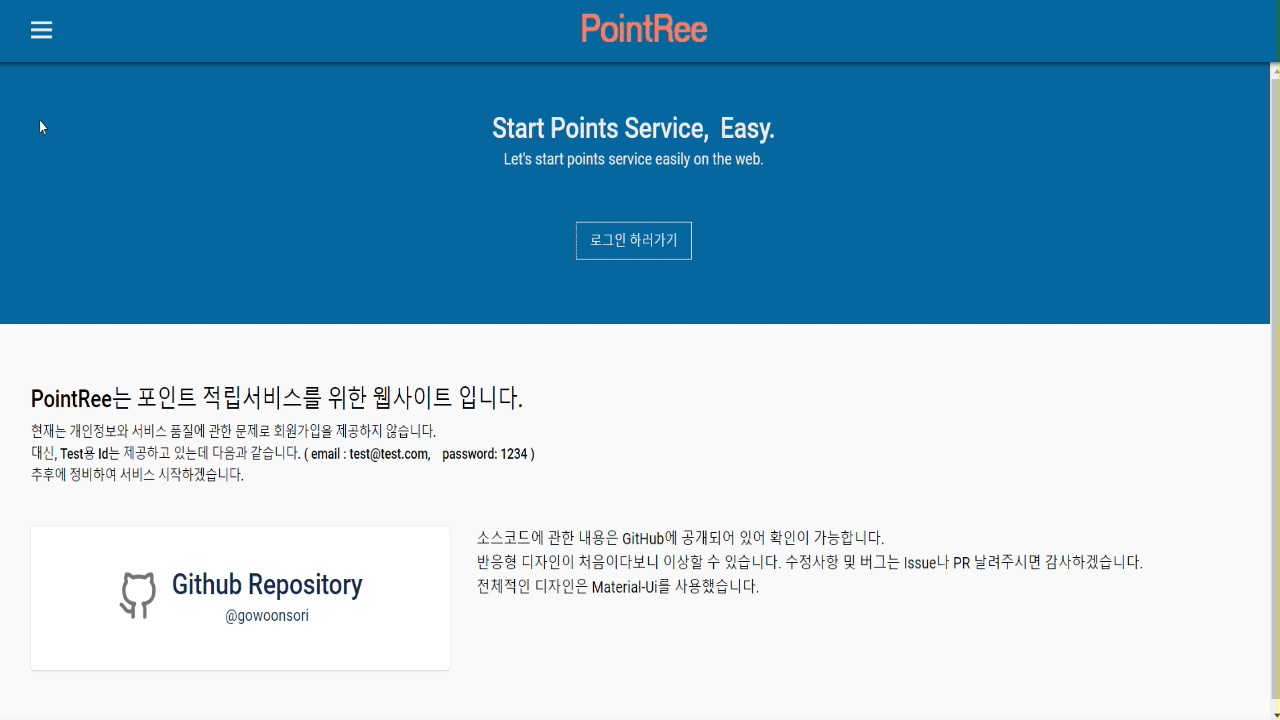 PointRee
Start Points Service, Easy.
Let's start points service easily on the web.
로그인 하러가기
PointRee는 포인트 적립서비스를 위한 웹사이트 입니다.
현재는 개인정보와 서비스 품질에 관한 문제로 회원가입을 제공하지 않습니다.
대신, Test용 Id는 제공하고 있는데 다음과 같습니다. ( email : test@test.com, password: 1234 )
추후에 정비하여 서비스 시작하겠습니다.
Github Repository
@gowoonsori
소스코드에 관한 내용은 GitHub에 공개되어 있어 확인이 가능합니다.
반응형 디자인이 처음이다보니 이상할 수 있습니다. 수정사항 및 버그는 Issue나 PR 날려주시면 감사하겠습니다.
전체적인 디자인은 Material-Ui를 사용했습니다.